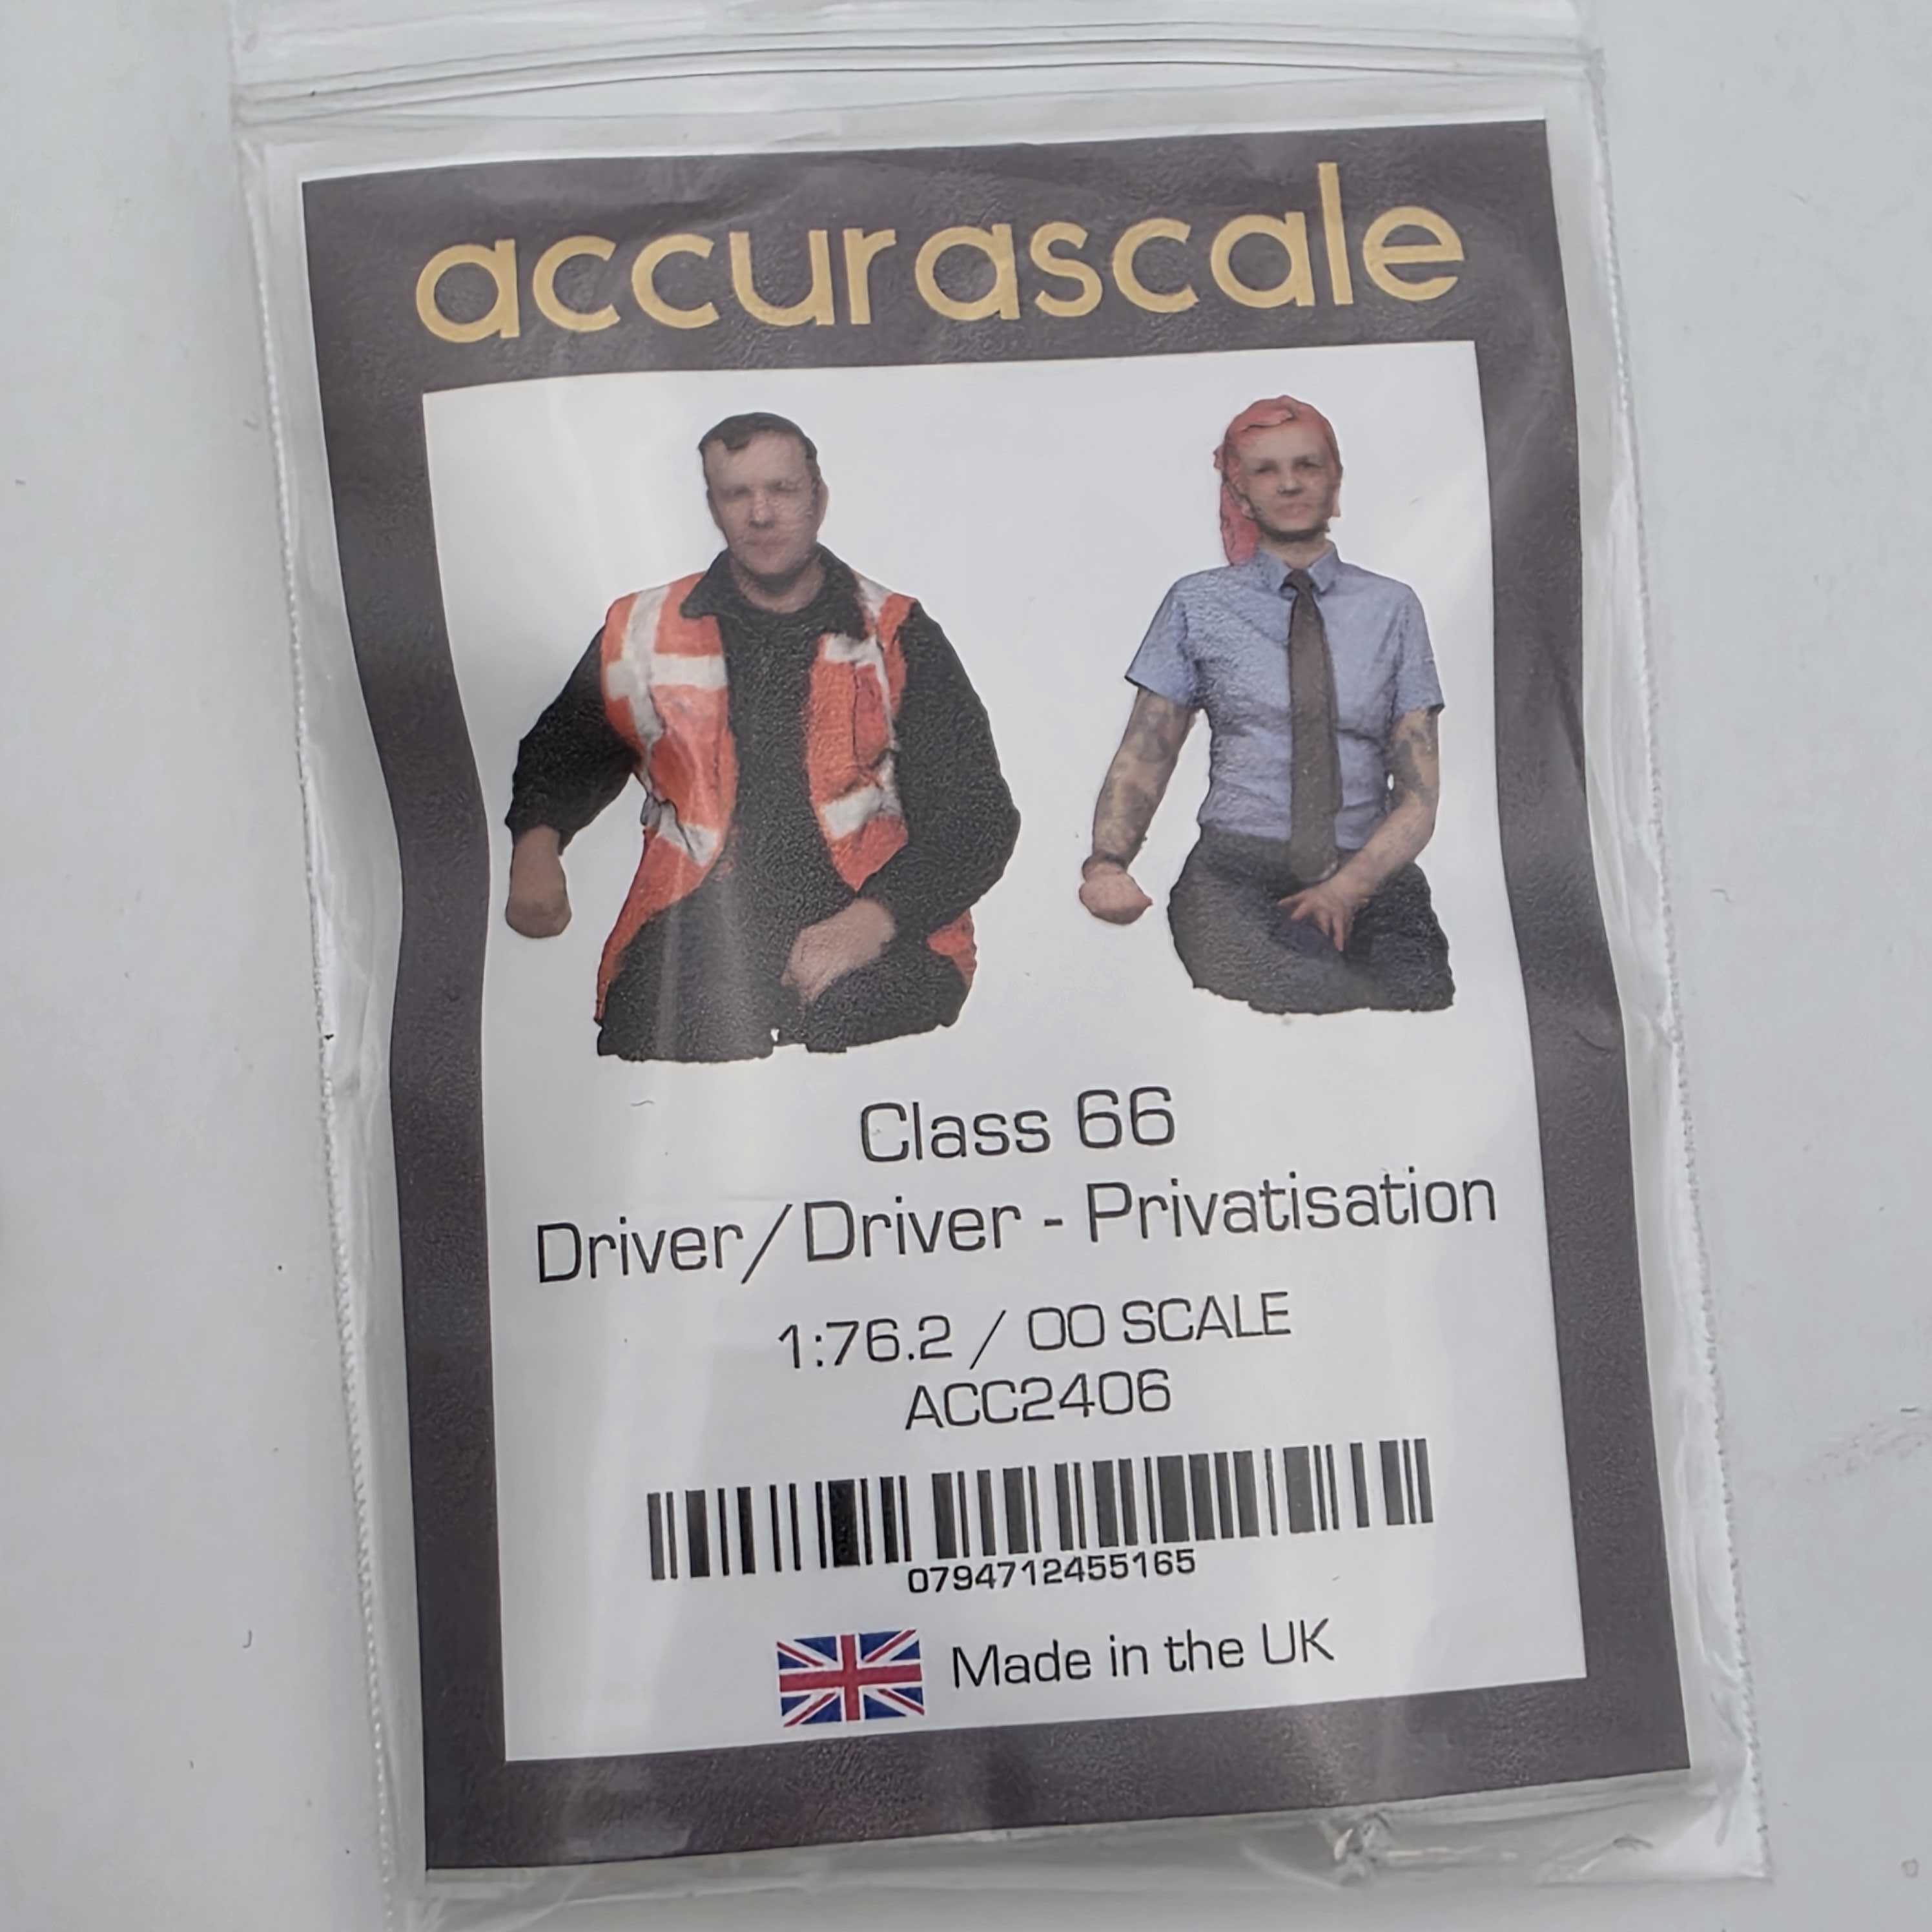 accurascale
Class 66
Driver/Driver - Privatisation
1:76.2 / OO SCALE
ACC2406
0794712455165
Made in the UK